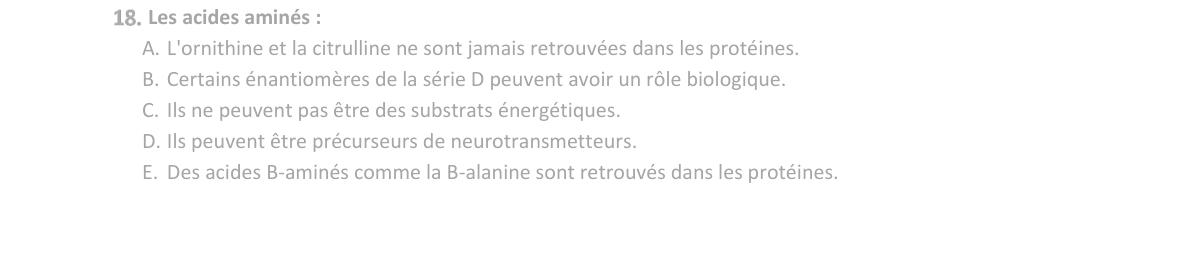 18. Les acides aminés :
A. L'ornithine et la citrulline ne sont jamais retrouvées dans les protéines.
B. Certains énantiomères de la série D peuvent avoir un rôle biologique.
C. Ils ne peuvent pas être des substrats énergétiques.
D. Ils peuvent être précurseurs de neurotransmetteurs.
E. Des acides B-aminés comme la B-alanine sont retrouvés dans les protéines.